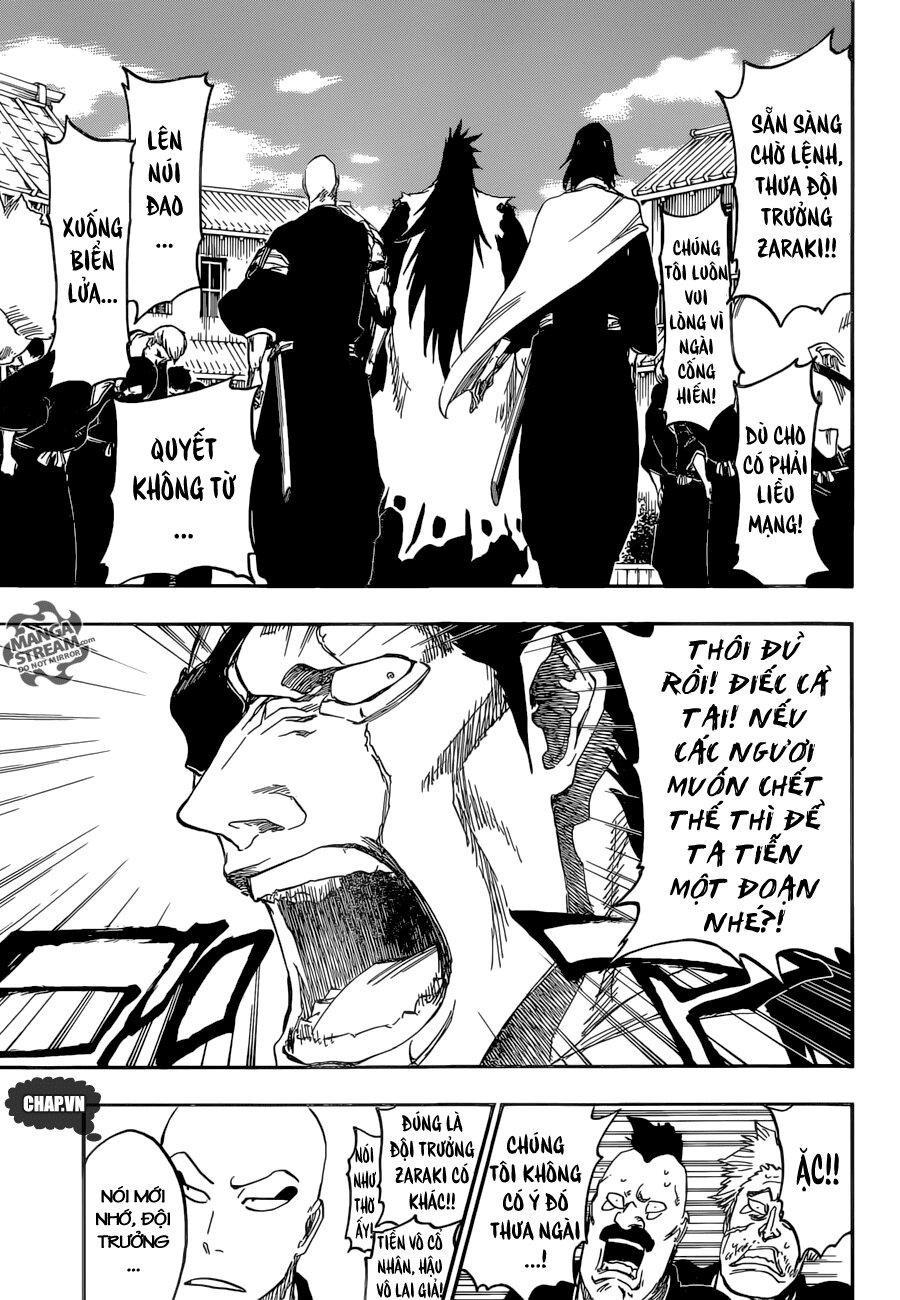 SẴN SÀNG
CHỜ LỆNH,
THƯA ĐỘI
TRƯỞNG
ZARAKI!!
CHÚNG
TÔI LUÔN
VUI
LÒNG VÌ
NGÀI
CỐNG
HIẾN!
DÙ CHO
CÓ PHẢI
LIỀU
MẠNG!
LÊN
NÚI
ĐAO
...
XUỐNG
BIỂN
LỬA...
QUYẾT
KHÔNG TỪ
...
MANGA
STREAM.com
DO NOT MIRROR
THÔI ĐỦ
RỒI! ĐIẾC CẢ
TAI! NẾU
CÁC NGƯƠI
MUỐN CHẾT
THẾ THÌ ĐỂ
TA TIỄN
MỘT ĐOẠN
NHÉ?!
CHAP.VN
ẶC!!
CHÚNG
TÔI KHÔNG
CÓ Ý ĐÓ
THƯA NGÀI
...!
ĐÚNG LÀ
ĐỘI TRƯỞNG
ZARAKI CÓ
KHÁC!!
NÓI
NHƯ
THƠ
ẤY!
TIỀN VÔ CỔ
NHÂN, HẬU
VÔ LAI GIẢ!
NÓI MỚI
NHỚ, ĐỘI
TRƯỞNG
...